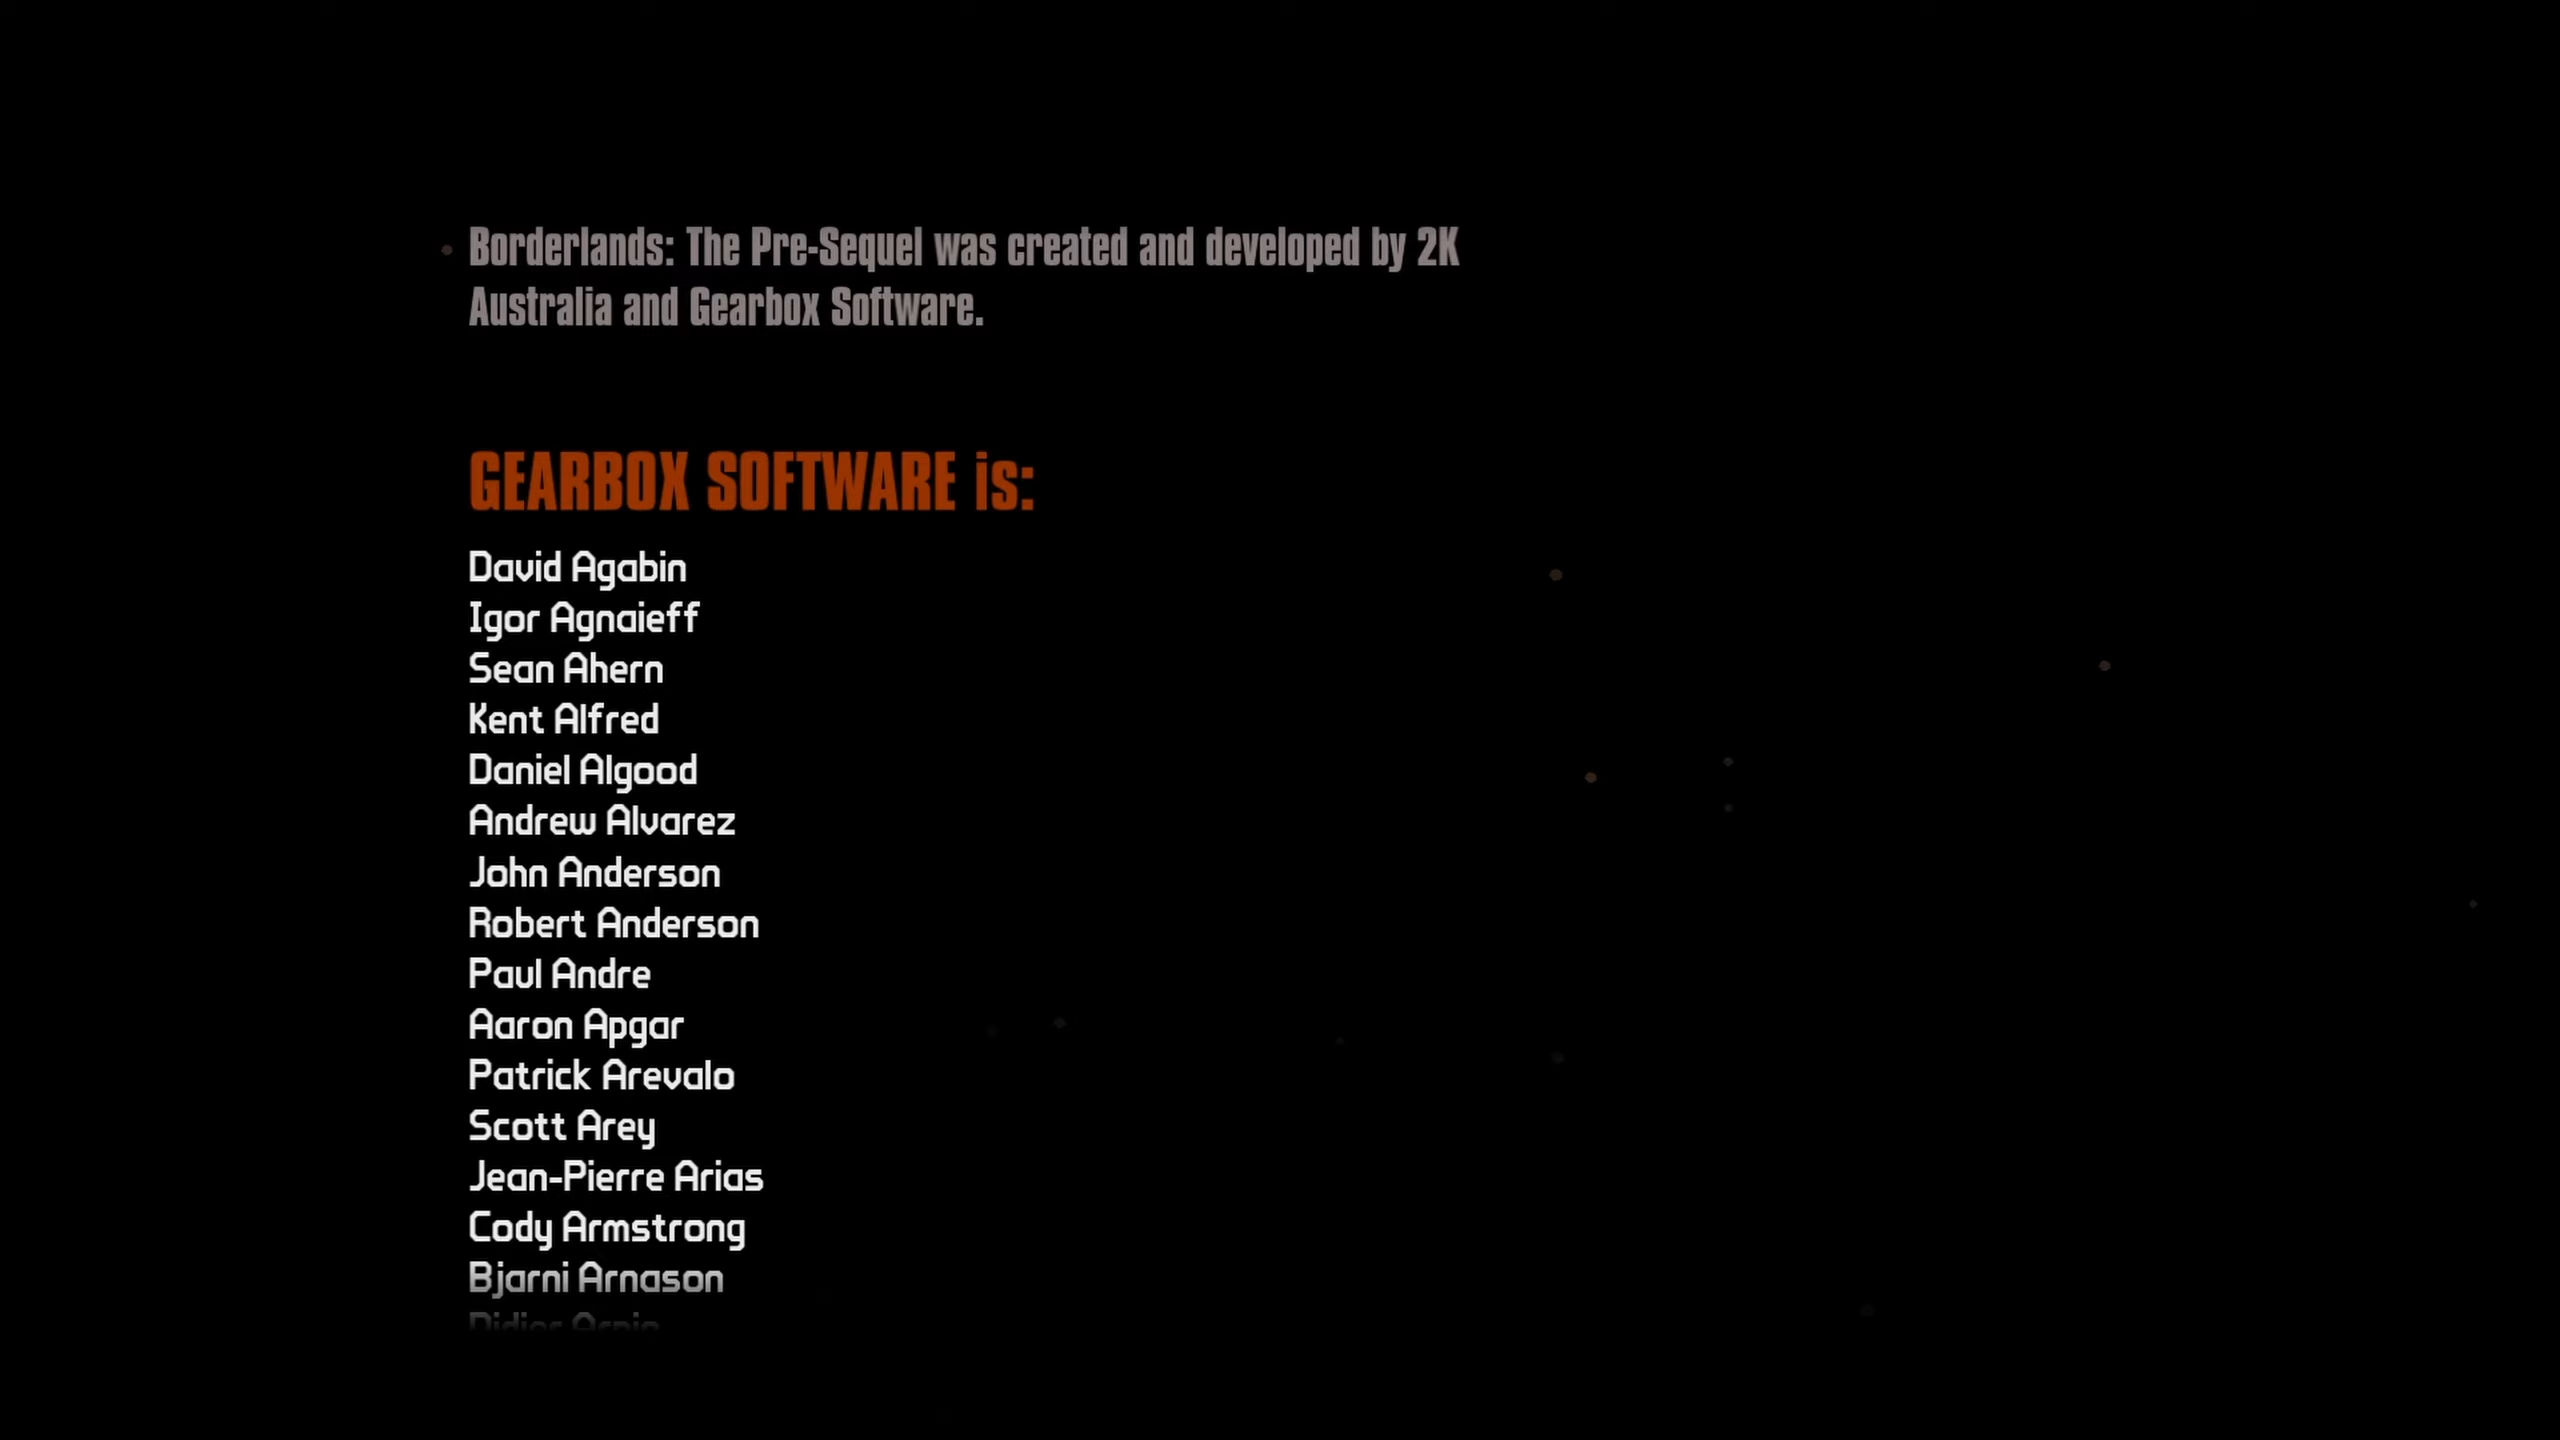 Borderlands: The Pre-Sequel was created and developed by 2K
Australia and Gearbox Software.
GEARBOX SOFTWARE is:
David Agabin
Igor Agnaieff
Sean Ahern
Kent Alfred
Daniel Algood
Andrew Alvarez
John Anderson
Robert Anderson
Paul Andre
Aaron Apgar
Patrick Arevalo
Scott Arey
Jean-Pierre Arias
Cody Armstrong
Bjarni Arnason